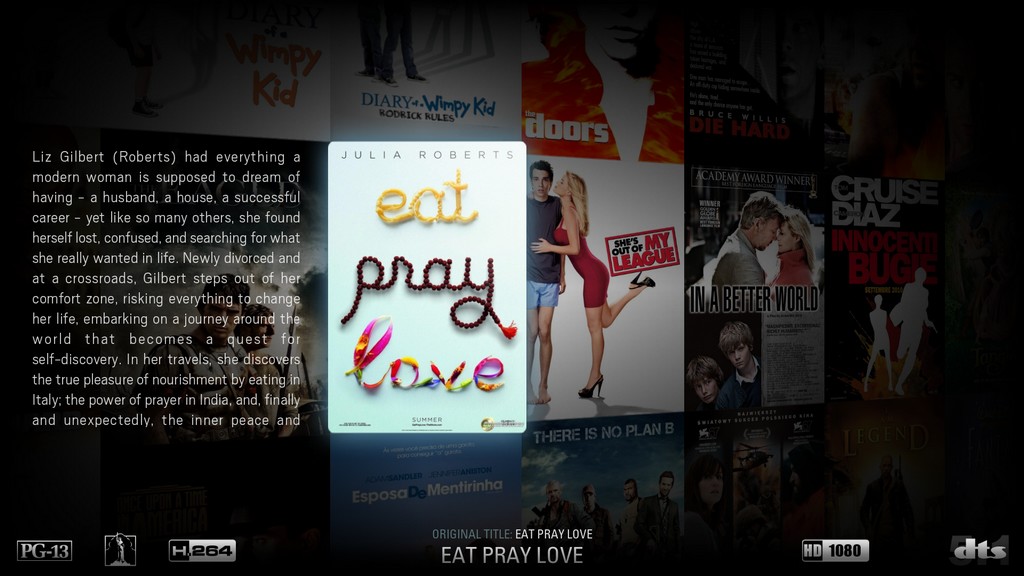 DIARY
of a
Wimpy
Kid
DIARY of a Wimpy Kid
RODRICK RULES
the doors
BRUCE WILLIS
DIE HARD
Liz Gilbert (Roberts) had everything a
modern woman is supposed to dream of
having – a husband, a house, a successful
career – yet like so many others, she found
herself lost, confused, and searching for what
she really wanted in life. Newly divorced and
at a crossroads, Gilbert steps out of her
comfort zone, risking everything to change
her life, embarking on a journey around the
world that becomes a quest for
self-discovery. In her travels, she discovers
the true pleasure of nourishment by eating in
Italy; the power of prayer in India, and, finally
and unexpectedly, the inner peace and
JULIA ROBERTS
eat
pray
love
SUMMER
SHE'S
OUT OF MY
LEAGUE
ACADEMY AWARD WINNER
WINNER
IN A BETTER WORLD
CRUISE
DIAZ
INNOCENTI
BUGIE
SETTEMBRE
Esposa De Mentirinha
THERE IS NO PLAN B
LEGEND
ORIGINAL TITLE: EAT PRAY LOVE
EAT PRAY LOVE
PG-13
H.264
HD 1080
dts
5.1